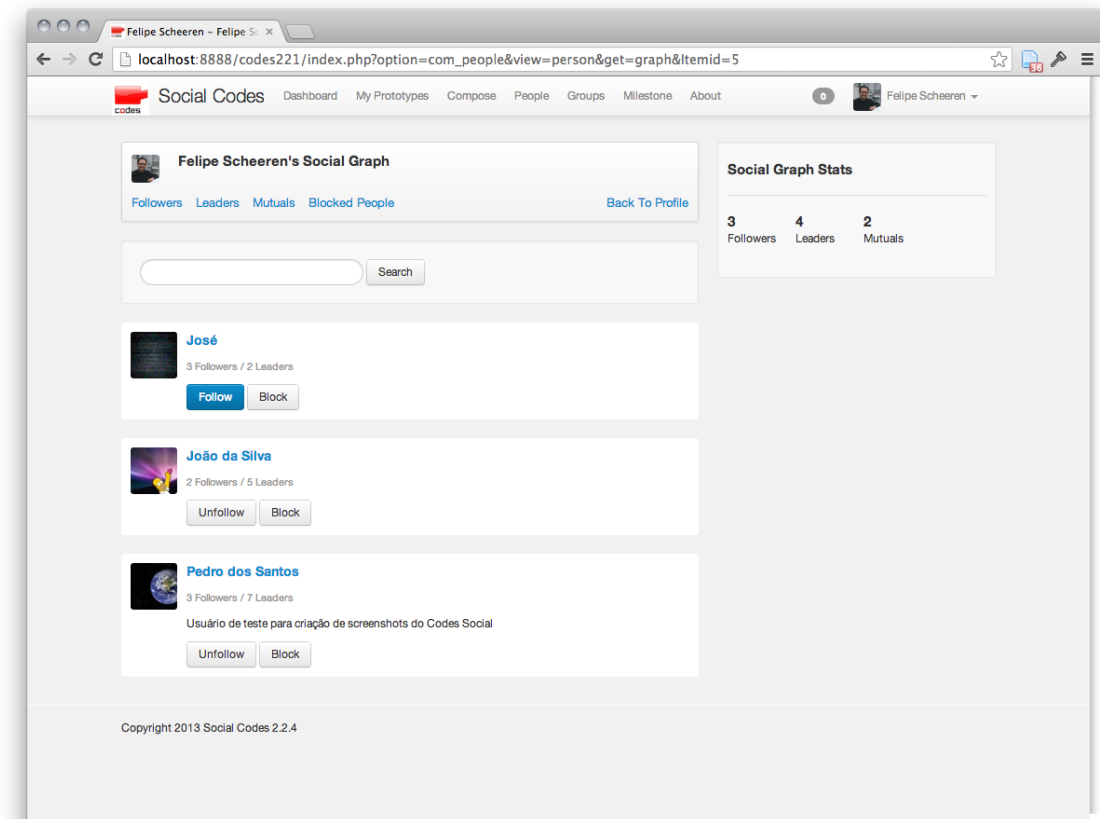 Felipe Scheeren – Felipe Sc
localhost:8888/codes221/index.php?option=com_people&view=person&get=graph&Itemid=5
36
codes
Social Codes Dashboard My Prototypes Compose People Groups Milestone About 0 Felipe Scheeren
Felipe Scheeren's Social Graph
Followers Leaders Mutuals Blocked People Back To Profile
Social Graph Stats
3 4 2
Followers Leaders Mutuals
Search
José
3 Followers / 2 Leaders
Follow Block
João da Silva
2 Followers / 5 Leaders
Unfollow Block
Pedro dos Santos
3 Followers / 7 Leaders
Usuário de teste para criação de screenshots do Codes Social
Unfollow Block
Copyright 2013 Social Codes 2.2.4